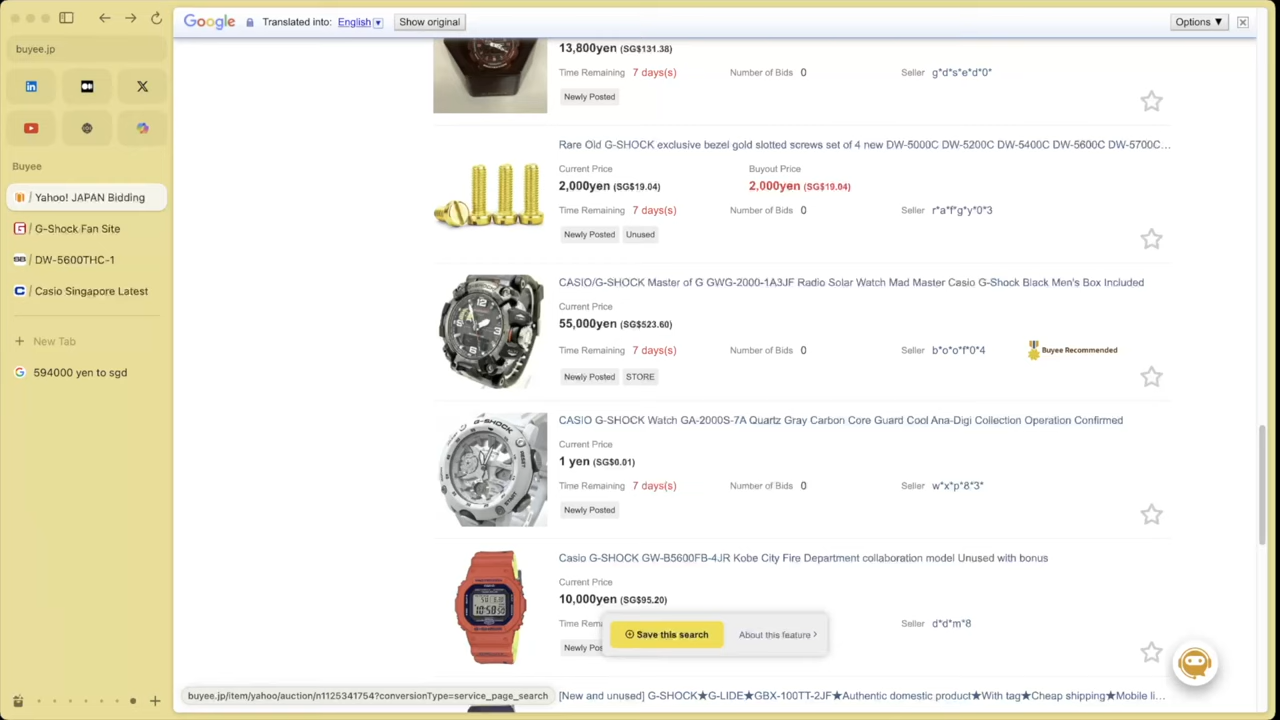 buyee.jp
Buyee
/ Yahoo! JAPAN Bidding
/ G-Shock Fan Site
/ DW-5600THC-1
/ Casio Singapore Latest
+ New Tab
594000 yen to sgd
Google Translated into: English ▼ Show original Options ▼
13,800yen (SG$131.38)
Time Remaining 7 days(s) Number of Bids 0 Seller g*d*s*e*d*0*
Newly Posted
Rare Old G-SHOCK exclusive bezel gold slotted screws set of 4 new DW-5000C DW-5200C DW-5400C DW-5600C DW-5700C...
Current Price Buyout Price
2,000yen (SG$19.04) 2,000yen (SG$19.04)
Time Remaining 7 days(s) Number of Bids 0 Seller r*a*f*g*y*0*3
Newly Posted Unused
CASIO/G-SHOCK Master of G GWG-2000-1A3JF Radio Solar Watch Mad Master Casio G-Shock Black Men's Box Included
Current Price
55,000yen (SG$523.60)
Time Remaining 7 days(s) Number of Bids 0 Seller b*o*o*f*0*4 Buyee Recommended
Newly Posted STORE
CASIO G-SHOCK Watch GA-2000S-7A Quartz Gray Carbon Core Guard Cool Ana-Digi Collection Operation Confirmed
Current Price
1 yen (SG$0.01)
Time Remaining 7 days(s) Number of Bids 0 Seller w*x*p*8*3*
Newly Posted
Casio G-SHOCK GW-B5600FB-4JR Kobe City Fire Department collaboration model Unused with bonus
Current Price
10,000yen (SG$95.20)
Time Rema d*d*m*8
Newly Pos
Save this search About this feature >
buyee.jp/item/yahoo/auction/n1125341754?conversionType=service_page_search
[New and unused] G-SHOCK★G-LIDE★GBX-100TT-2JF★Authentic domestic product★With tag★Cheap shipping★Mobile li...